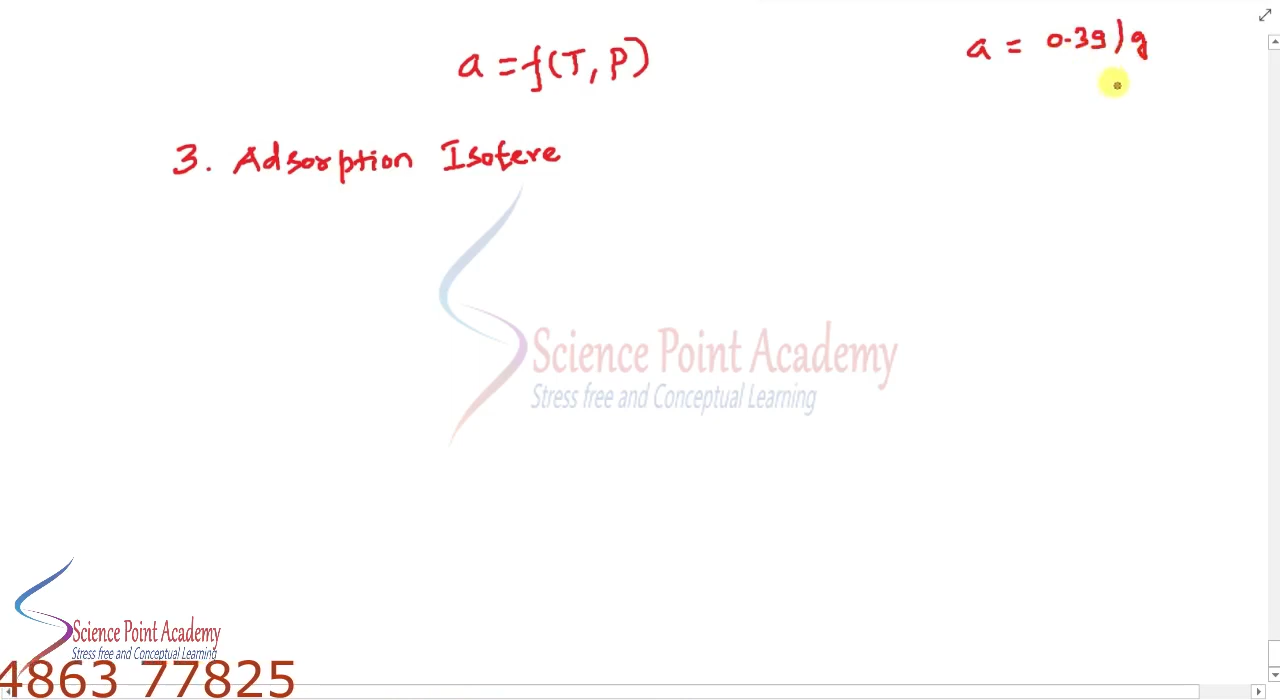 a = f(T, P)
a = 0.3g/g
3. Adsorption Isotere
Science Point Academy
Stress free and Conceptual Learning
Science Point Academy
Stress free and Conceptual Learning
4863 77825